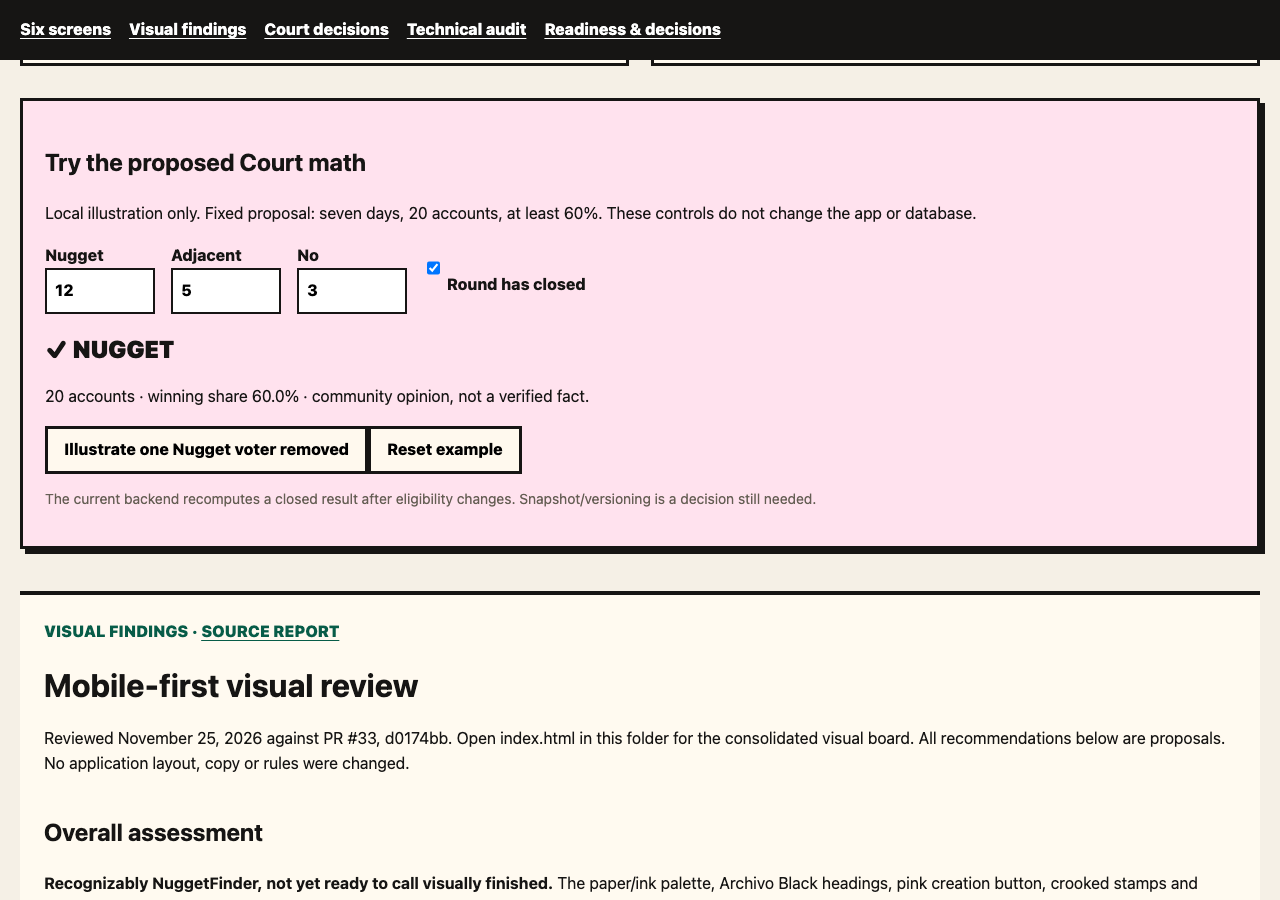 Six screens Visual findings Court decisions Technical audit Readiness & decisions
Try the proposed Court math
Local illustration only. Fixed proposal: seven days, 20 accounts, at least 60%. These controls do not change the app or database.
Nugget Adjacent No
12 5 3 Round has closed
✔ NUGGET
20 accounts · winning share 60.0% · community opinion, not a verified fact.
Illustrate one Nugget voter removed Reset example
The current backend recomputes a closed result after eligibility changes. Snapshot/versioning is a decision still needed.
VISUAL FINDINGS · SOURCE REPORT
Mobile-first visual review
Reviewed November 25, 2026 against PR #33, d0174bb. Open index.html in this folder for the consolidated visual board. All recommendations below are proposals.
No application layout, copy or rules were changed.
Overall assessment
Recognizably NuggetFinder, not yet ready to call visually finished. The paper/ink palette, Archivo Black headings, pink creation button, crooked stamps and